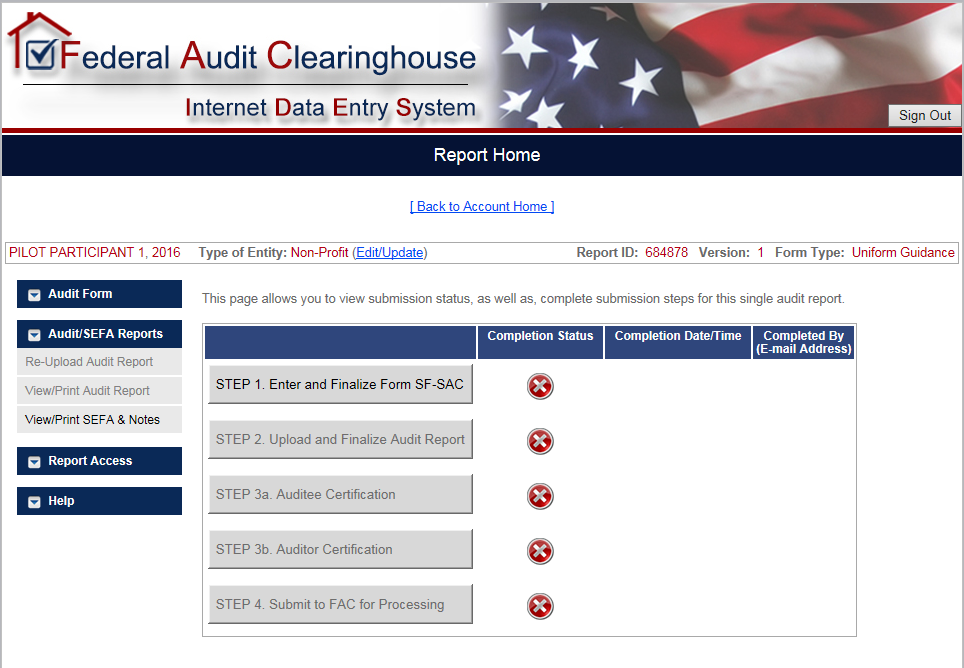 Federal Audit Clearinghouse
Internet Data Entry System
Sign Out
Report Home
[ Back to Account Home ]
PILOT PARTICIPANT 1, 2016 Type of Entity: Non-Profit (Edit/Update) Report ID: 684878 Version: 1 Form Type: Uniform Guidance
Audit Form
Audit/SEFA Reports
Re-Upload Audit Report
View/Print Audit Report
View/Print SEFA & Notes
Report Access
Help
This page allows you to view submission status, as well as, complete submission steps for this single audit report.
Completion Status Completion Date/Time Completed By
(E-mail Address)
STEP 1. Enter and Finalize Form SF-SAC
STEP 2. Upload and Finalize Audit Report
STEP 3a. Auditee Certification
STEP 3b. Auditor Certification
STEP 4. Submit to FAC for Processing